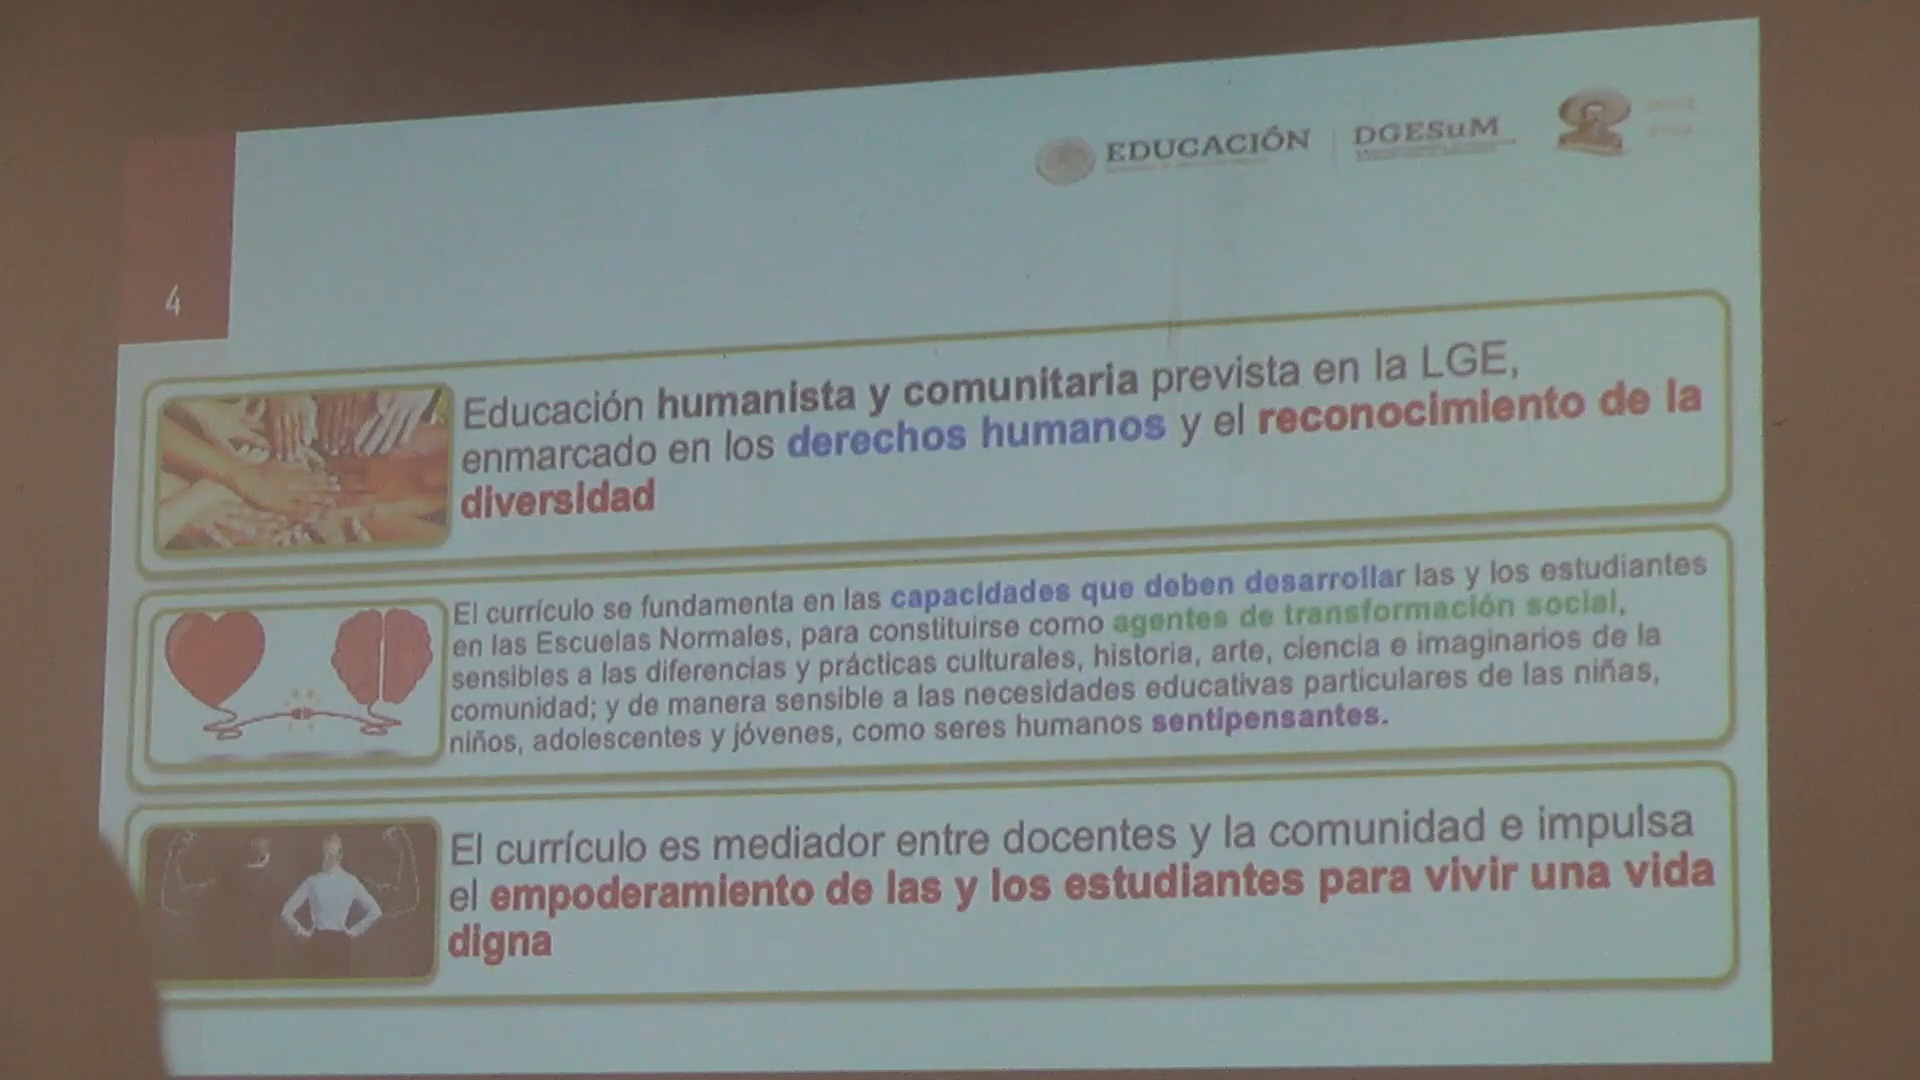 EDUCACIÓN
DGESuM
4
Educación humanista y comunitaria prevista en la LGE,
enmarcado en los derechos humanos y el reconocimiento de la
diversidad
El currículo se fundamenta en las capacidades que deben desarrollar las y los estudiantes
en las Escuelas Normales, para constituirse como agentes de transformación social,
sensibles a las diferencias y prácticas culturales, historia, arte, ciencia e imaginarios de la
comunidad; y de manera sensible a las necesidades educativas particulares de las niñas,
niños, adolescentes y jóvenes, como seres humanos sentipensantes.
El currículo es mediador entre docentes y la comunidad e impulsa
el empoderamiento de las y los estudiantes para vivir una vida
digna